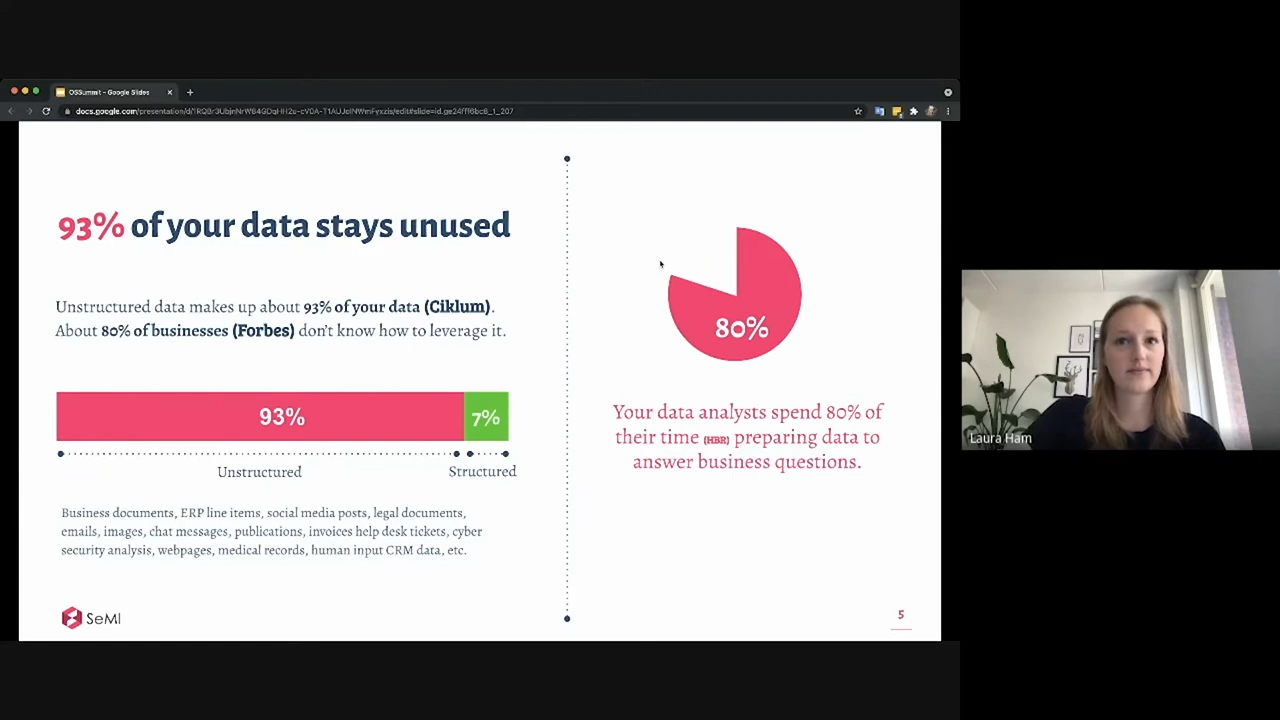 OSSummit - Google Slides
93% of your data stays unused
Unstructured data makes up about 93% of your data (Ciklum).
About 80% of businesses (Forbes) don't know how to leverage it.
93%
7%
Unstructured
Structured
Business documents, ERP line items, social media posts, legal documents,
emails, images, chat messages, publications, invoices help desk tickets, cyber
security analysis, webpages, medical records, human input CRM data, etc.
SeMI
80%
Your data analysts spend 80% of
their time (HBR) preparing data to
answer business questions.
5
Laura Ham